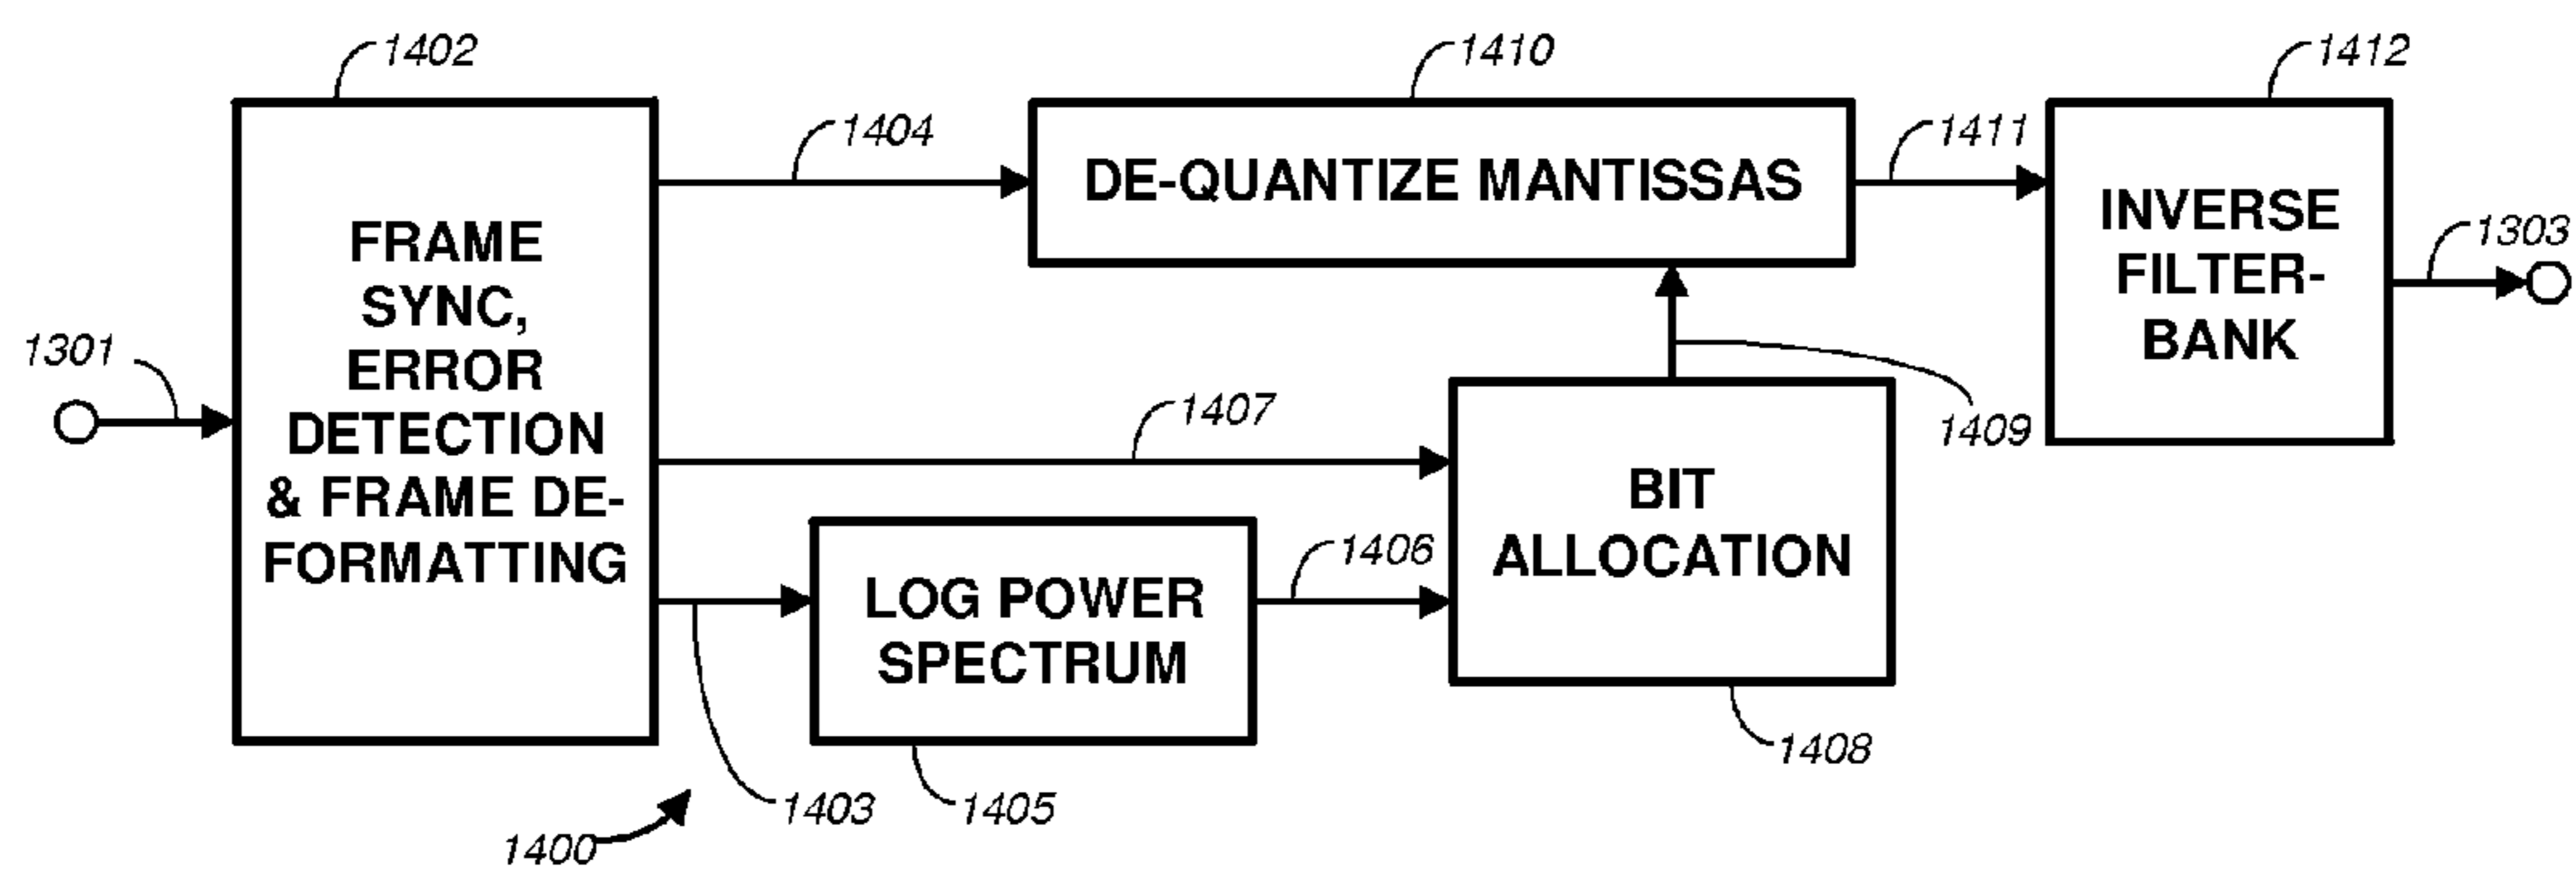 1402
1410
1412
1404
1411
DE-QUANTIZE MANTISSAS
FRAME
SYNC,
ERROR
DETECTION
& FRAME DE-
FORMATTING
INVERSE
FILTER-
BANK
1303
1301
1407
1409
BIT
ALLOCATION
1406
LOG POWER
SPECTRUM
1408
1403
1405
1400